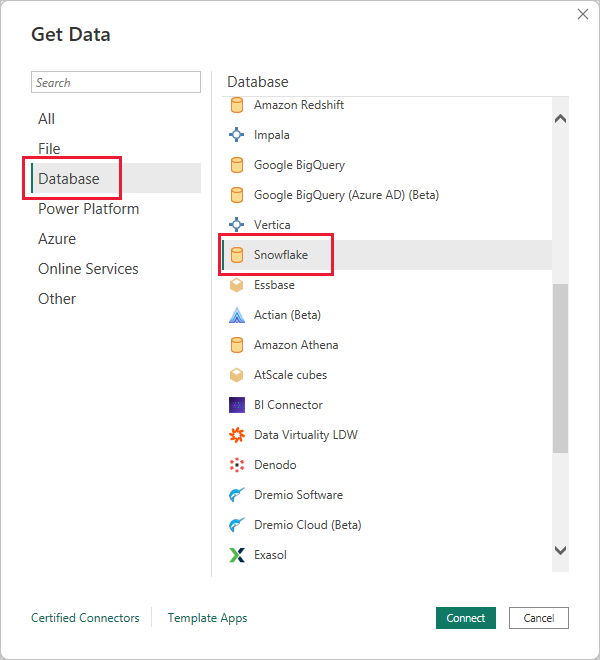 Get Data
Search
All
File
Database
Power Platform
Azure
Online Services
Other
Database
Amazon Redshift
Impala
Google BigQuery
Google BigQuery (Azure AD) (Beta)
Vertica
Snowflake
Essbase
Actian (Beta)
Amazon Athena
AtScale cubes
BI Connector
Data Virtuality LDW
Denodo
Dremio Software
Dremio Cloud (Beta)
Exasol
Certified Connectors
Template Apps
Connect
Cancel